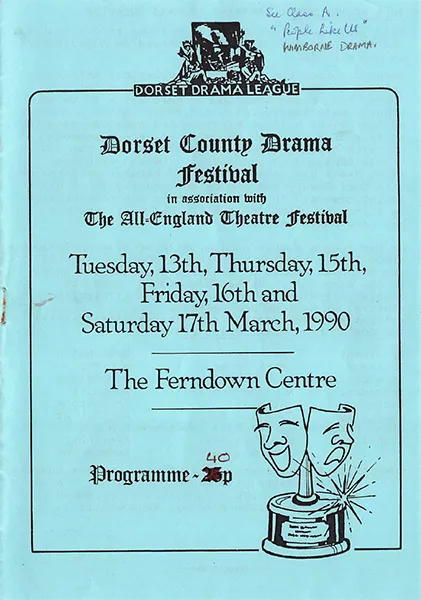 See Class A.
"People Like Us"
WIMBORNE DRAMA.
DORSET DRAMA LEAGUE
Dorset County Drama
Festival
in association with
The All-England Theatre Festival
Tuesday, 13th, Thursday, 15th,
Friday, 16th and
Saturday 17th March, 1990
The Ferndown Centre
40
Programme - 25p